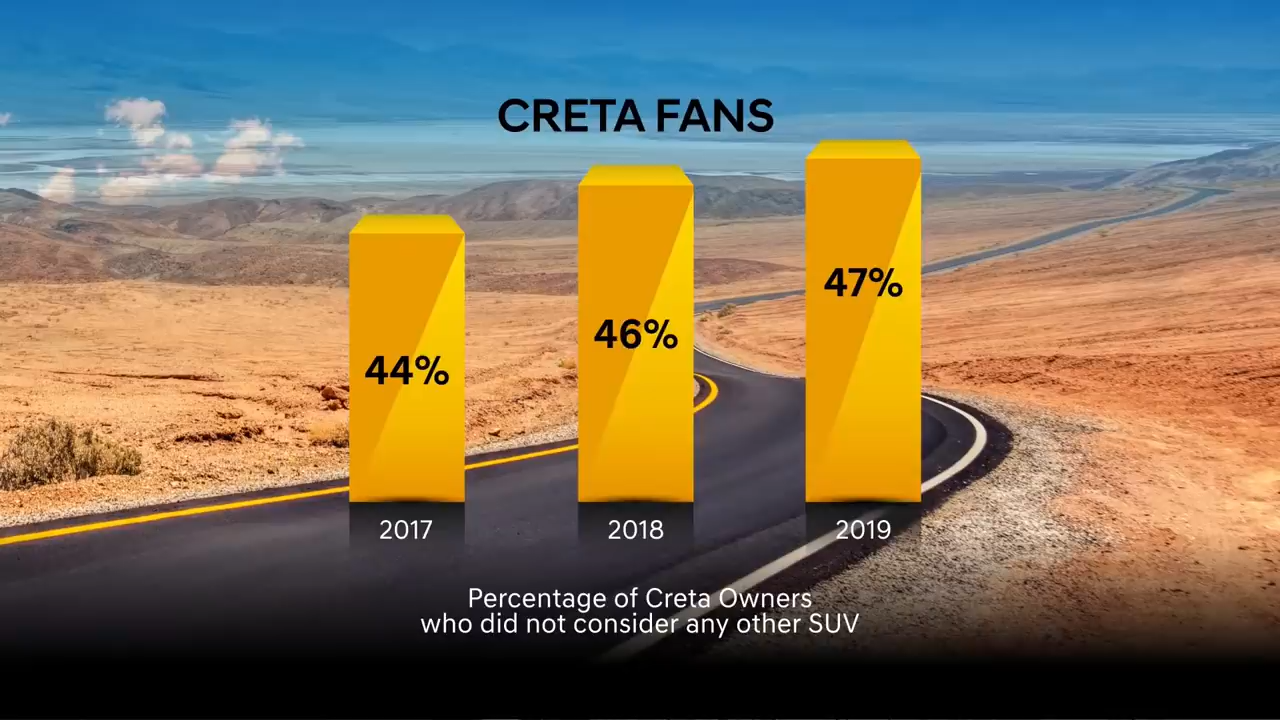 CRETA FANS
44%
46%
47%
2017
2018
2019
Percentage of Creta Owners
who did not consider any other SUV